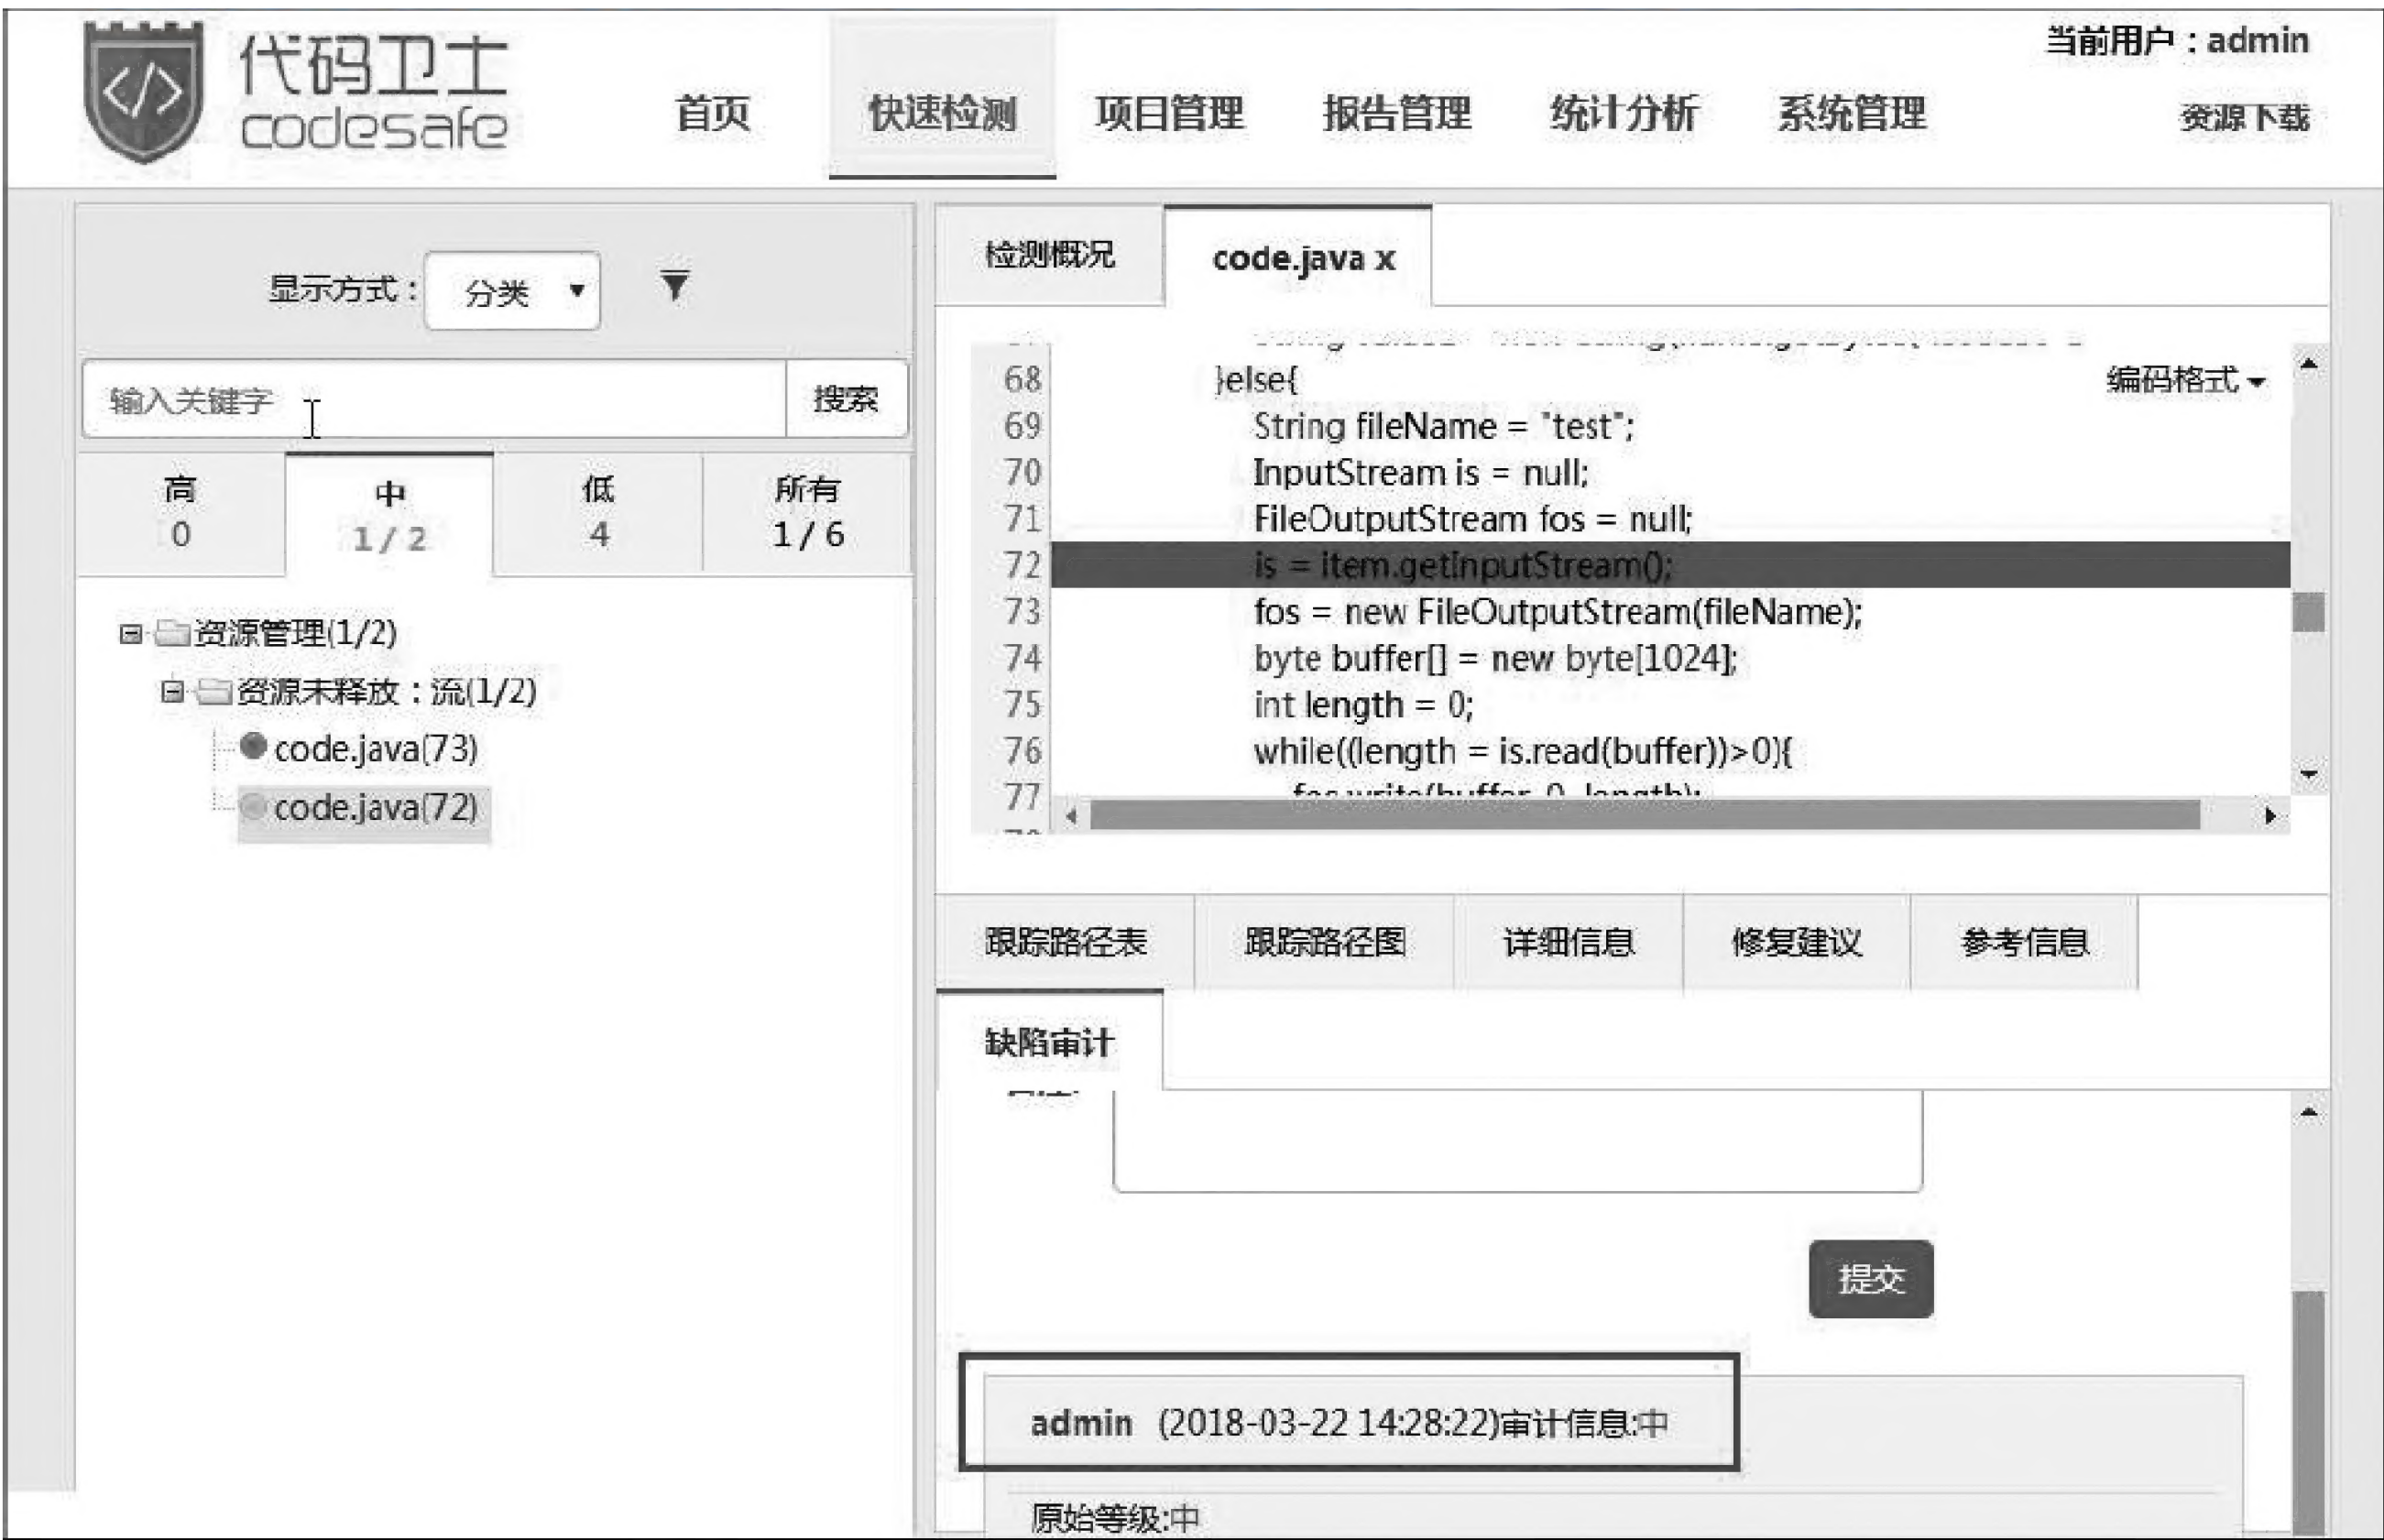 代码卫士
codesafe
当前用户：admin
首页 快速检测 项目管理 报告管理 统计分析 系统管理 资源下载
显示方式： 分类
输入关键字 搜索
高 中 低 所有
0 1 / 2 4 1 / 6
资源管理(1/2)
资源未释放：流(1/2)
code.java(73)
code.java(72)
检测概况 code.java x
编码格式
68 }else{
69 String fileName = "test";
70 InputStream is = null;
71 FileOutputStream fos = null;
72 is = item.getInputStream();
73 fos = new FileOutputStream(fileName);
74 byte buffer[] = new byte[1024];
75 int length = 0;
76 while((length = is.read(buffer))>0){
77 fos.write(buffer, 0, length);
跟踪路径表 跟踪路径图 详细信息 修复建议 参考信息
缺陷审计
提交
admin (2018-03-22 14:28:22)审计信息:中
原始等级:中